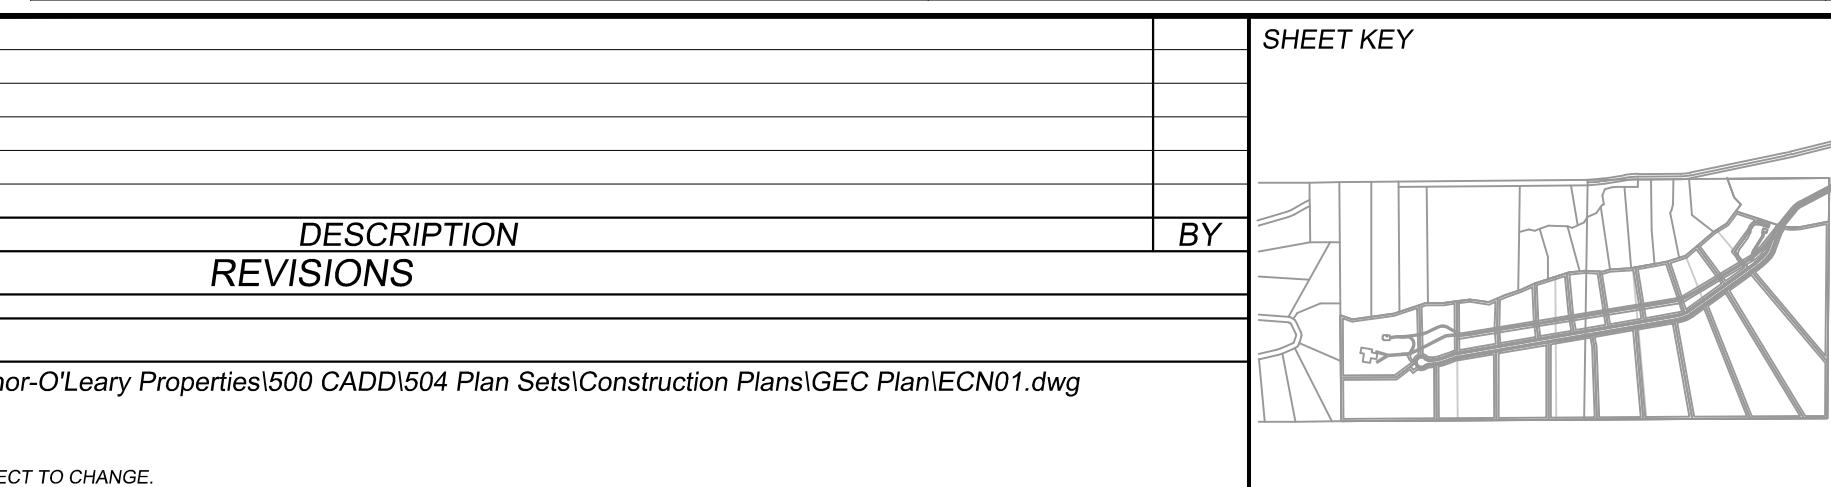 SHEET KEY
DESCRIPTION BY
REVISIONS
nor-O'Leary Properties\500 CADD\504 Plan Sets\Construction Plans\GEC Plan\ECN01.dwg
ECT TO CHANGE.